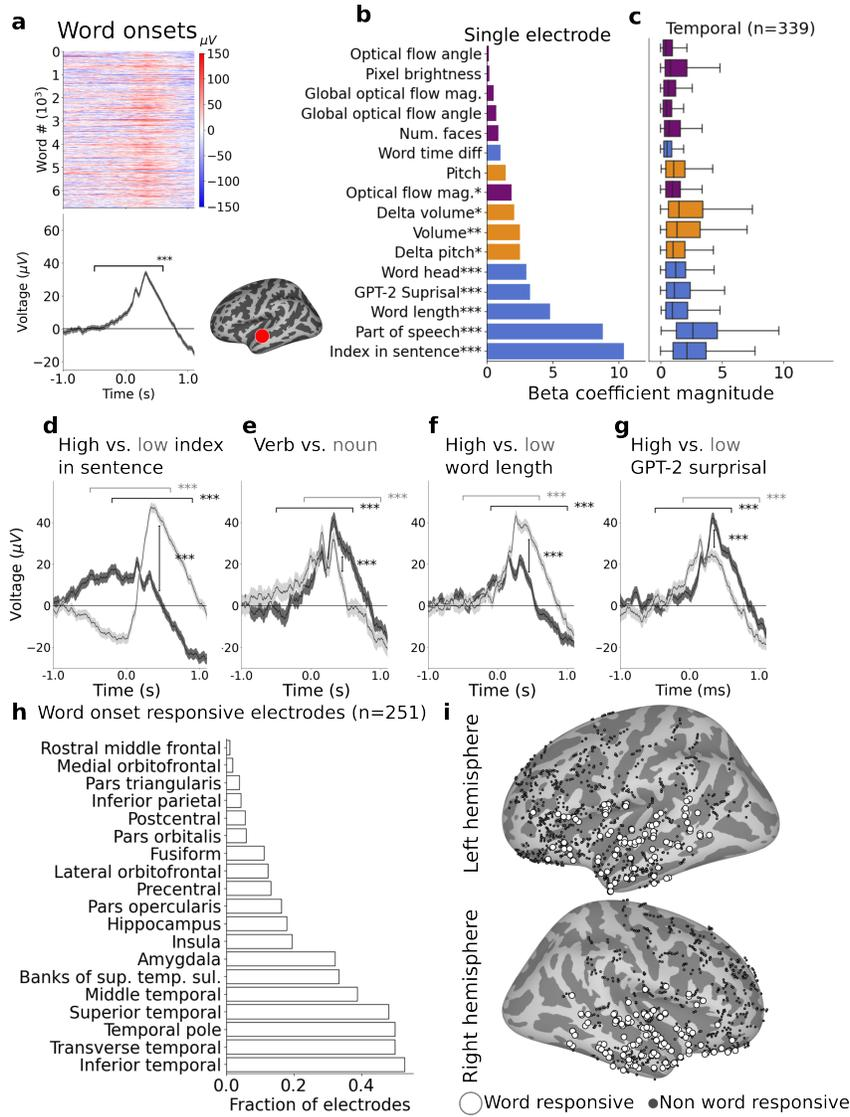 a
Word onsets
μV
0
1
2
3
4
5
6
Word # (10³)
150
100
50
0
−50
−100
−150
60
40
20
0
−20
Voltage (μV)
***
-1.0
0.0
1.0
Time (s)
b
Single electrode
Optical flow angle
Pixel brightness
Global optical flow mag.
Global optical flow angle
Num. faces
Word time diff
Pitch
Optical flow mag.*
Delta volume*
Volume**
Delta pitch*
Word head***
GPT-2 Suprisal***
Word length***
Part of speech***
Index in sentence***
0
5
10
c
Temporal (n=339)
0
5
10
Beta coefficient magnitude
d
High vs. low index
in sentence
***
***
***
40
20
0
−20
Voltage (μV)
-1.0
0.0
1.0
Time (s)
e
Verb vs. noun
***
***
***
40
20
0
-20
-1.0
0.0
1.0
Time (s)
f
High vs. low
word length
***
***
***
40
20
0
-20
-1.0
0.0
1.0
Time (s)
g
High vs. low
GPT-2 surprisal
***
***
***
40
20
0
−20
-1.0
0.0
1.0
Time (ms)
h
Word onset responsive electrodes (n=251)
Rostral middle frontal
Medial orbitofrontal
Pars triangularis
Inferior parietal
Postcentral
Pars orbitalis
Fusiform
Lateral orbitofrontal
Precentral
Pars opercularis
Hippocampus
Insula
Amygdala
Banks of sup. temp. sul.
Middle temporal
Superior temporal
Temporal pole
Transverse temporal
Inferior temporal
0.0
0.2
0.4
Fraction of electrodes
i
Left hemisphere
Right hemisphere
Word responsive
Non word responsive